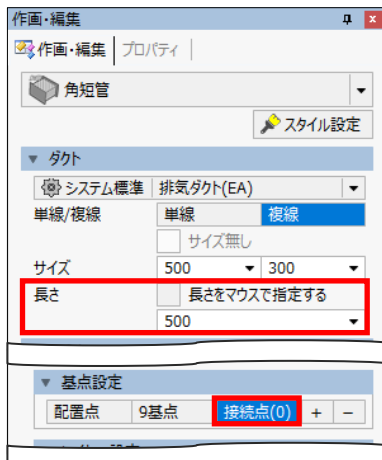 作画・編集
作画・編集 プロパティ
角短管
スタイル設定
ダクト
システム標準 排気ダクト(EA)
単線/複線 単線 複線
サイズ無し
サイズ 500 300
長さ 長さをマウスで指定する
500
基点設定
配置点 9基点 接続点(0) + −